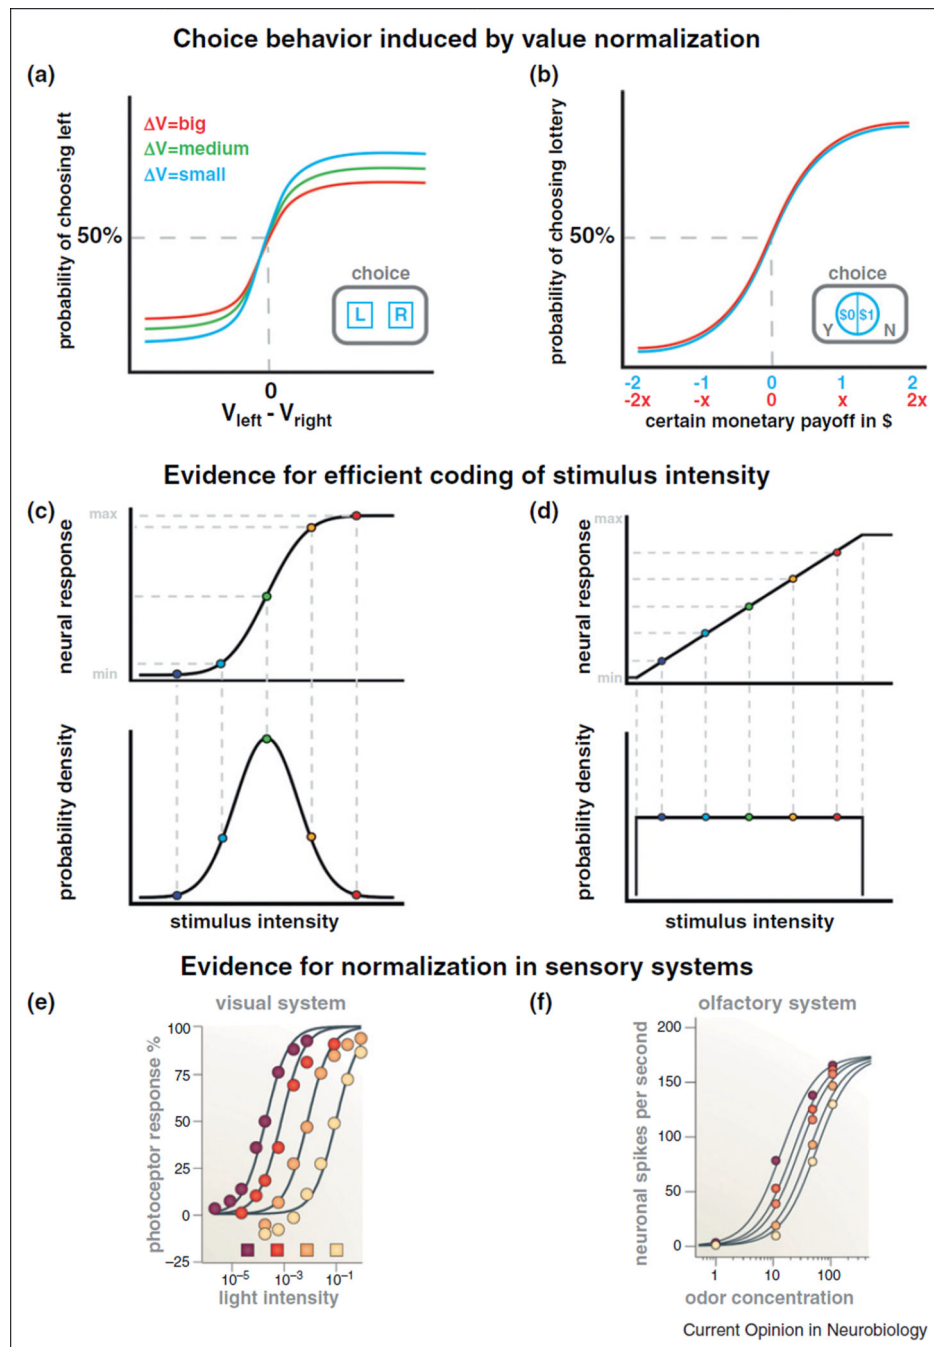 Choice behavior induced by value normalization
(a)
probability of choosing left
ΔV=big
ΔV=medium
ΔV=small
50%
choice
L R
0
Vleft - Vright
(b)
probability of choosing lottery
50%
choice
$0 $1
Y N
-2 -1 0 1 2
-2x -x 0 x 2x
certain monetary payoff in $
Evidence for efficient coding of stimulus intensity
(c)
neural response
max
min
probability density
stimulus intensity
(d)
neural response
max
min
probability density
stimulus intensity
Evidence for normalization in sensory systems
(e)
visual system
photoceptor response %
100
75
50
25
0
−25
10−5 10−3 10−1
light intensity
(f)
olfactory system
neuronal spikes per second
200
150
100
50
0
1 10 100
odor concentration
Current Opinion in Neurobiology